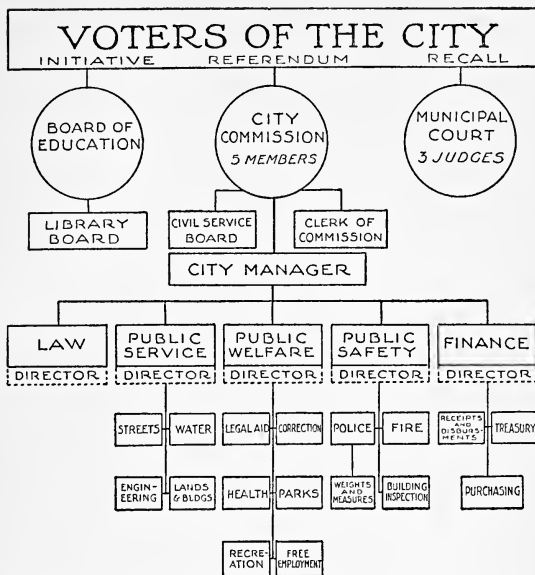 VOTERS OF THE CITY
INITIATIVE REFERENDUM RECALL
BOARD OF
EDUCATION
CITY
COMMISSION
5 MEMBERS
MUNICIPAL
COURT
3 JUDGES
LIBRARY
BOARD
CIVIL SERVICE
BOARD
CLERK OF
COMMISSION
CITY MANAGER
LAW
DIRECTOR
PUBLIC
SERVICE
DIRECTOR
PUBLIC
WELFARE
DIRECTOR
PUBLIC
SAFETY
DIRECTOR
FINANCE
DIRECTOR
STREETS
WATER
LEGAL AID
CORRECTION
POLICE
FIRE
RECEIPTS
AND
DISBURS-
MENTS
TREASURY
ENGIN-
EERING
LANDS
& BLDGS
HEALTH
PARKS
WEIGHTS
AND
MEASURES
BUILDING
INSPECTION
PURCHASING
RECRE-
ATION
FREE
EMPLOYMENT